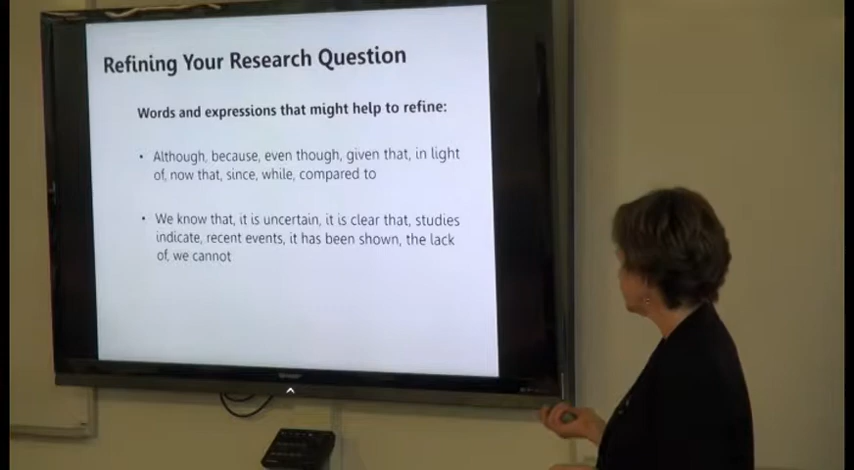 Refining Your Research Question
Words and expressions that might help to refine:
• Although, because, even though, given that, in light
of, now that, since, while, compared to
• We know that, it is uncertain, it is clear that, studies
indicate, recent events, it has been shown, the lack
of, we cannot